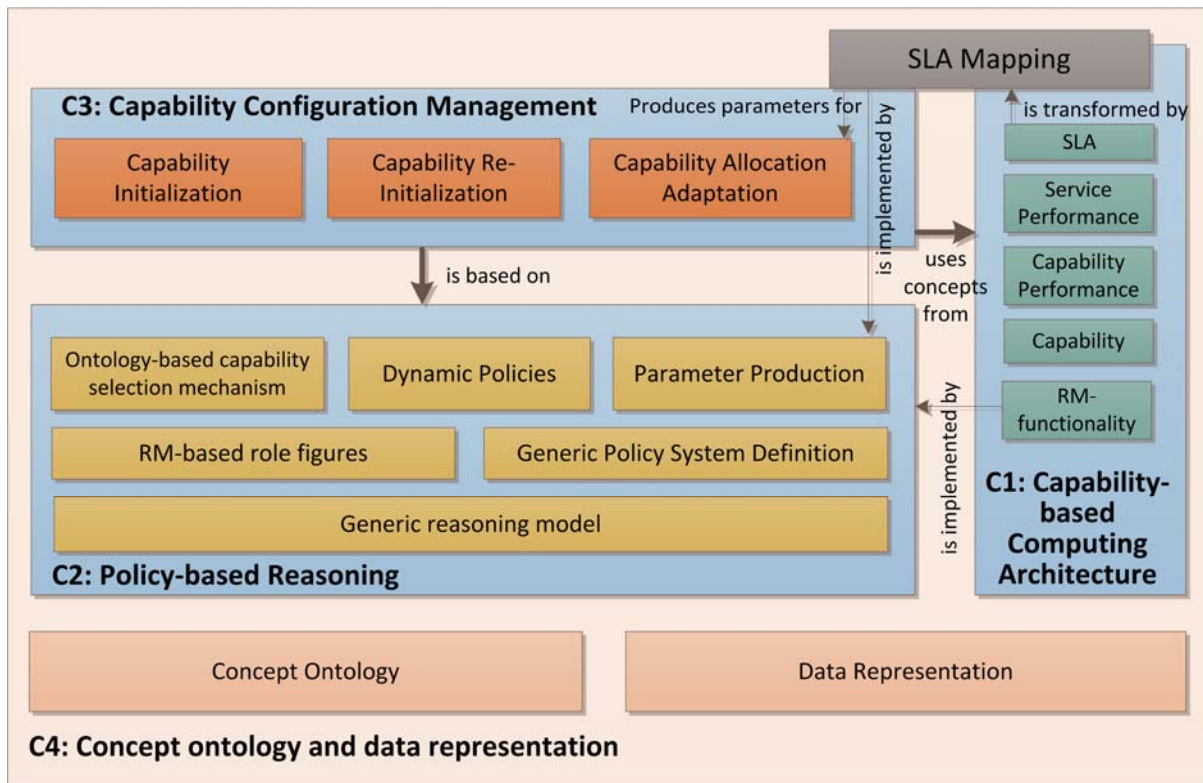 SLA Mapping
C3: Capability Configuration Management
Produces parameters for
is transformed by
Capability
Initialization
Capability Re-
Initialization
Capability Allocation
Adaptation
is implemented by
SLA
Service
Performance
Capability
Performance
Capability
RM-
functionality
C1: Capability-
based
Computing
Architecture
uses
concepts
from
is based on
Ontology-based capability
selection mechanism
Dynamic Policies
Parameter Production
is implemented by
RM-based role figures
Generic Policy System Definition
Generic reasoning model
C2: Policy-based Reasoning
Concept Ontology
Data Representation
C4: Concept ontology and data representation